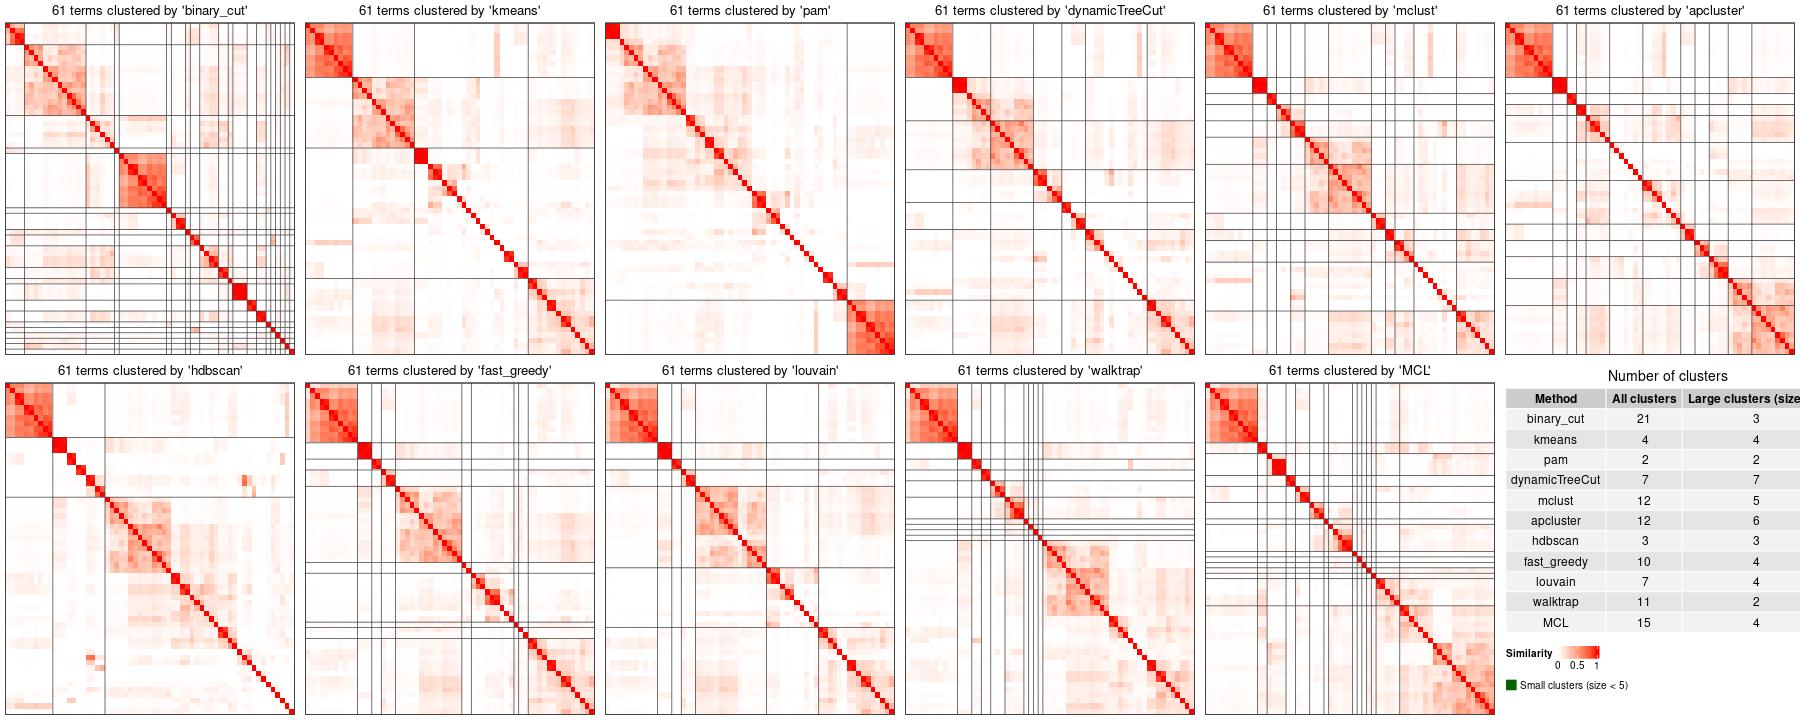 61 terms clustered by 'binary_cut'
61 terms clustered by 'kmeans'
61 terms clustered by 'pam'
61 terms clustered by 'dynamicTreeCut'
61 terms clustered by 'mclust'
61 terms clustered by 'apcluster'
61 terms clustered by 'hdbscan'
61 terms clustered by 'fast_greedy'
61 terms clustered by 'louvain'
61 terms clustered by 'walktrap'
61 terms clustered by 'MCL'
Number of clusters
Method All clusters Large clusters (size
binary_cut 21 3
kmeans 4 4
pam 2 2
dynamicTreeCut 7 7
mclust 12 5
apcluster 12 6
hdbscan 3 3
fast_greedy 10 4
louvain 7 4
walktrap 11 2
MCL 15 4
Similarity
0 0.5 1
Small clusters (size < 5)